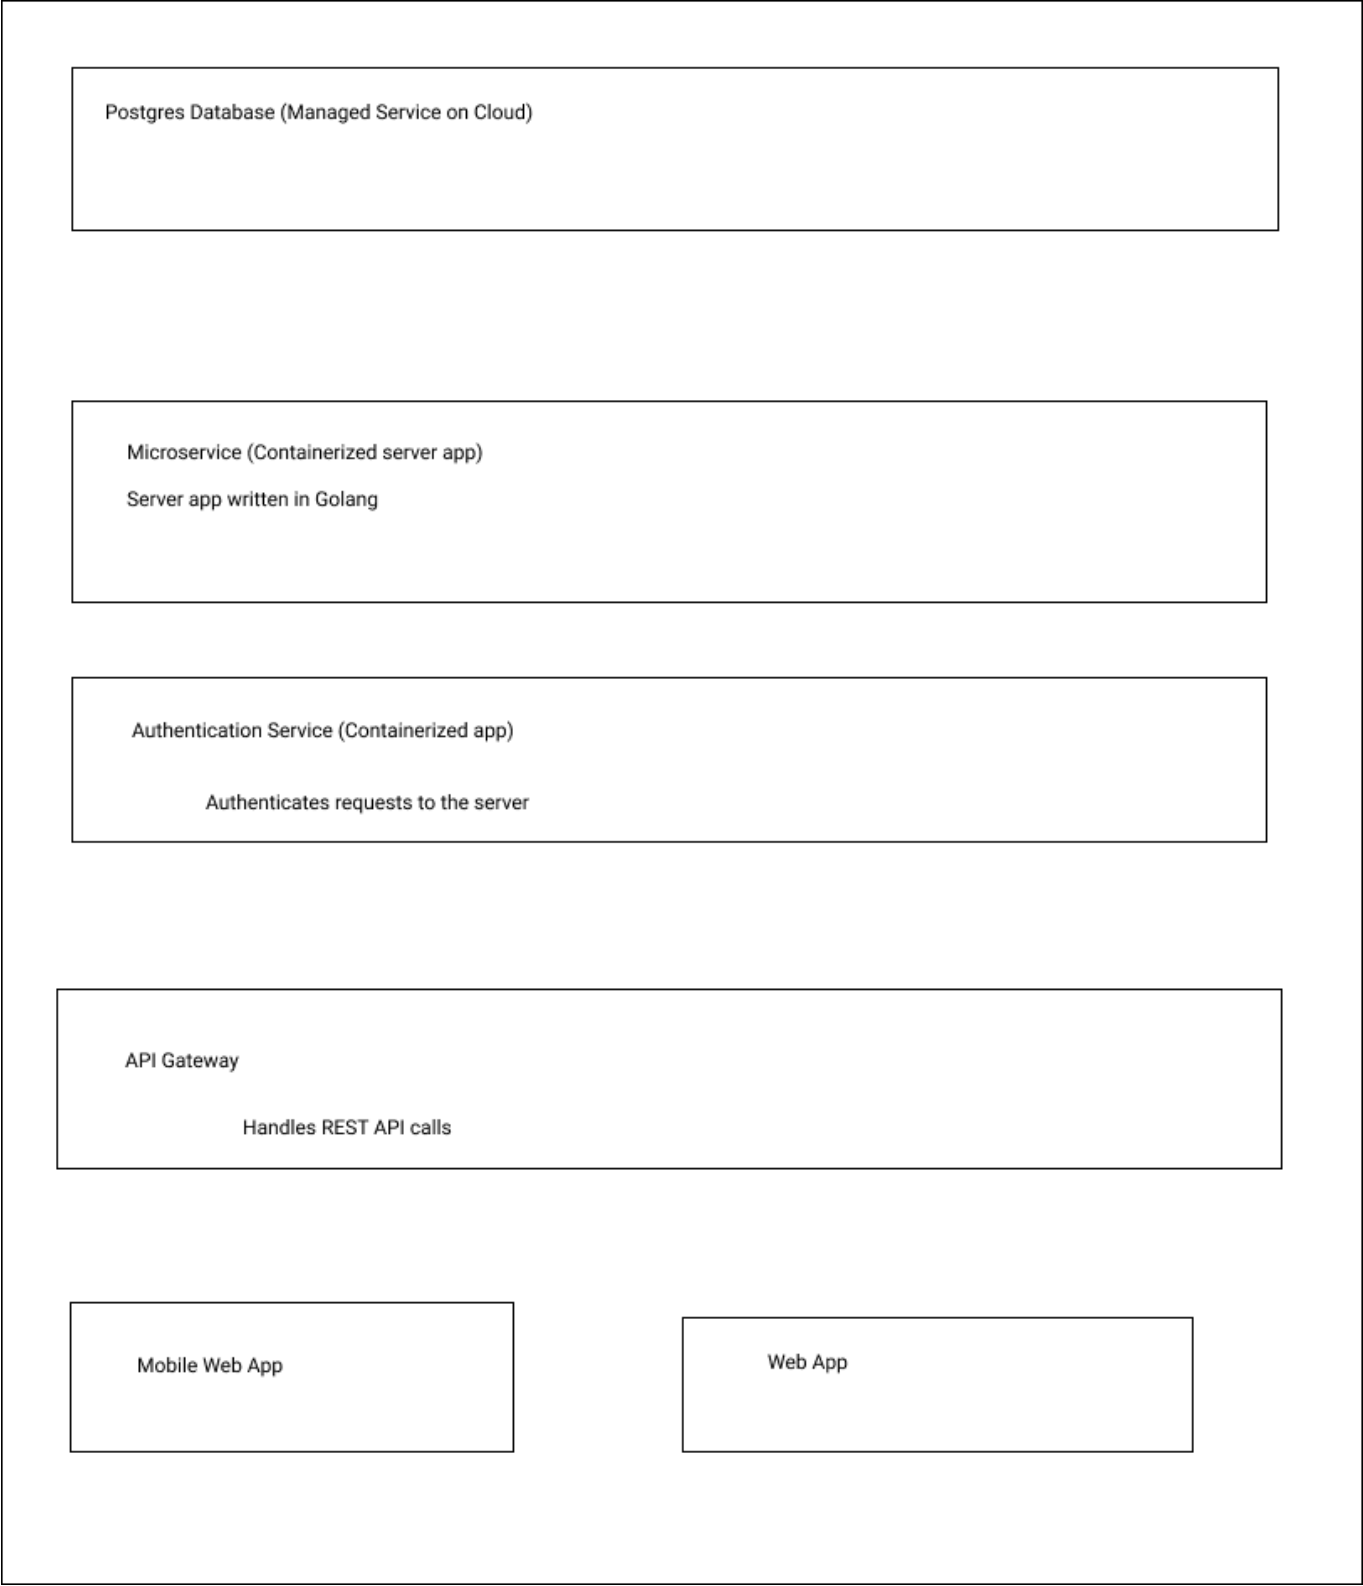 Postgres Database (Managed Service on Cloud)
Microservice (Containerized server app)
Server app written in Golang
Authentication Service (Containerized app)
Authenticates requests to the server
API Gateway
Handles REST API calls
Mobile Web App
Web App